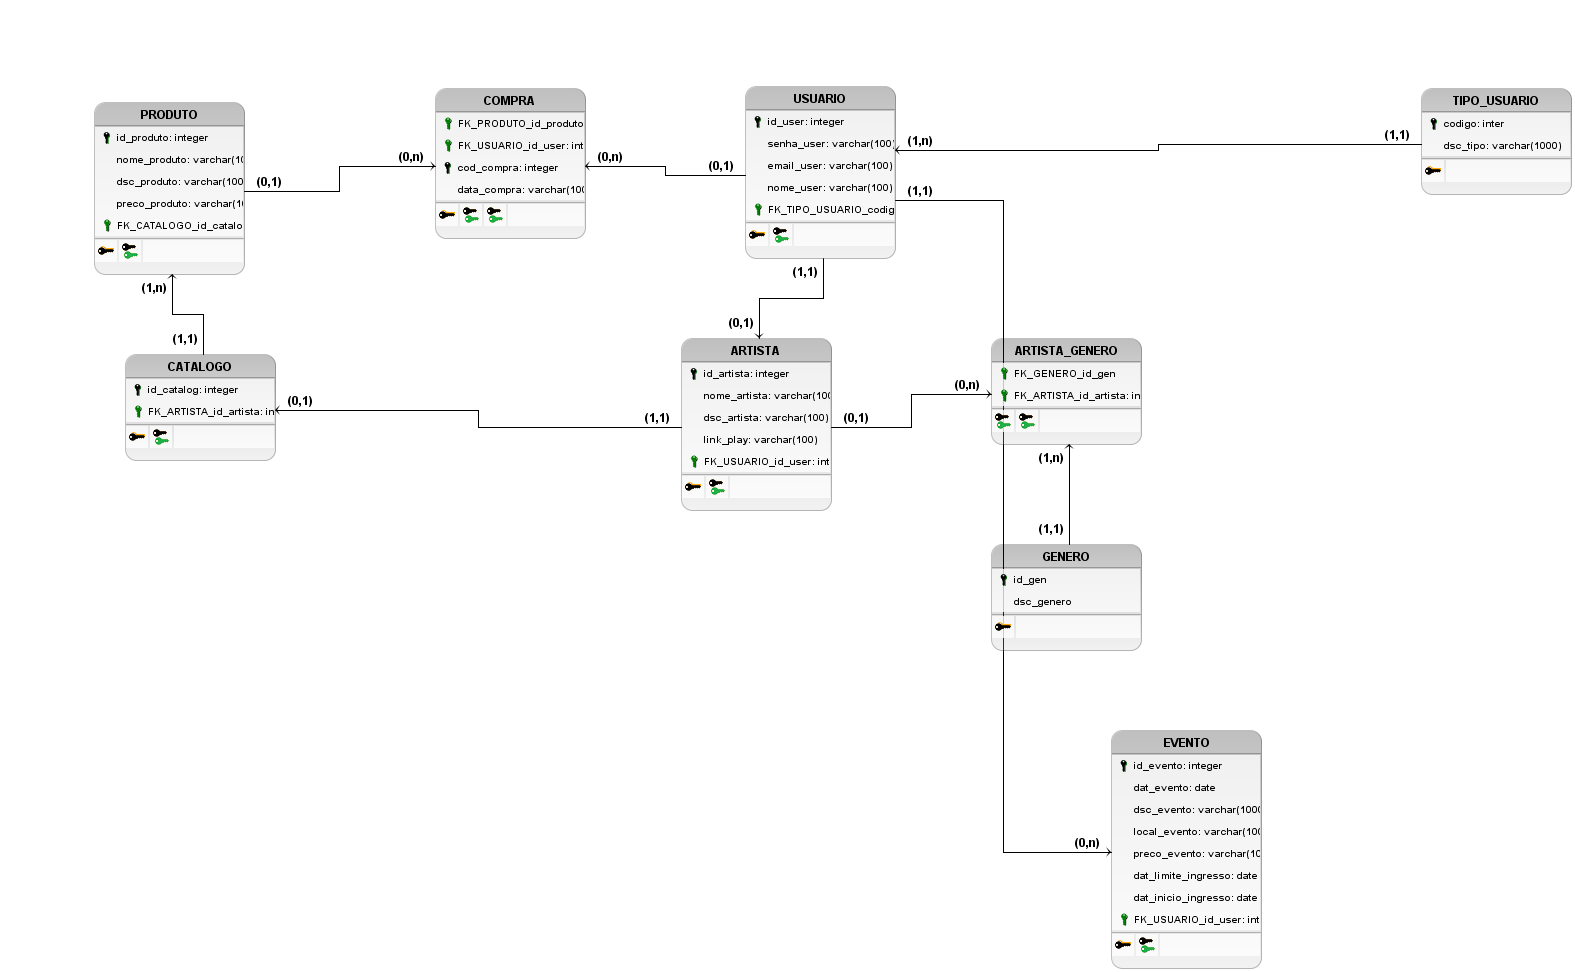 PRODUTO
id_produto: integer
nome_produto: varchar(10
dsc_produto: varchar(100
preco_produto: varchar(1
FK_CATALOGO_id_catalo
(0,1)
(0,n)
COMPRA
FK_PRODUTO_id_produto
FK_USUARIO_id_user: int
cod_compra: integer
data_compra: varchar(100
(0,n)
(0,1)
USUARIO
id_user: integer
senha_user: varchar(100)
email_user: varchar(100)
nome_user: varchar(100)
FK_TIPO_USUARIO_codig
(1,n)
(1,1)
(1,1)
TIPO_USUARIO
codigo: inter
dsc_tipo: varchar(1000)
(1,n)
(1,1)
(1,1)
(0,1)
CATALOGO
id_catalog: integer
FK_ARTISTA_id_artista: in
(0,1)
(1,1)
ARTISTA
id_artista: integer
nome_artista: varchar(100
dsc_artista: varchar(100)
link_play: varchar(100)
FK_USUARIO_id_user: int
(0,1)
(0,n)
ARTISTA_GENERO
FK_GENERO_id_gen
FK_ARTISTA_id_artista: in
(1,n)
(1,1)
GENERO
id_gen
dsc_genero
(0,n)
EVENTO
id_evento: integer
dat_evento: date
dsc_evento: varchar(1000
local_evento: varchar(100
preco_evento: varchar(10
dat_limite_ingresso: date
dat_inicio_ingresso: date
FK_USUARIO_id_user: int